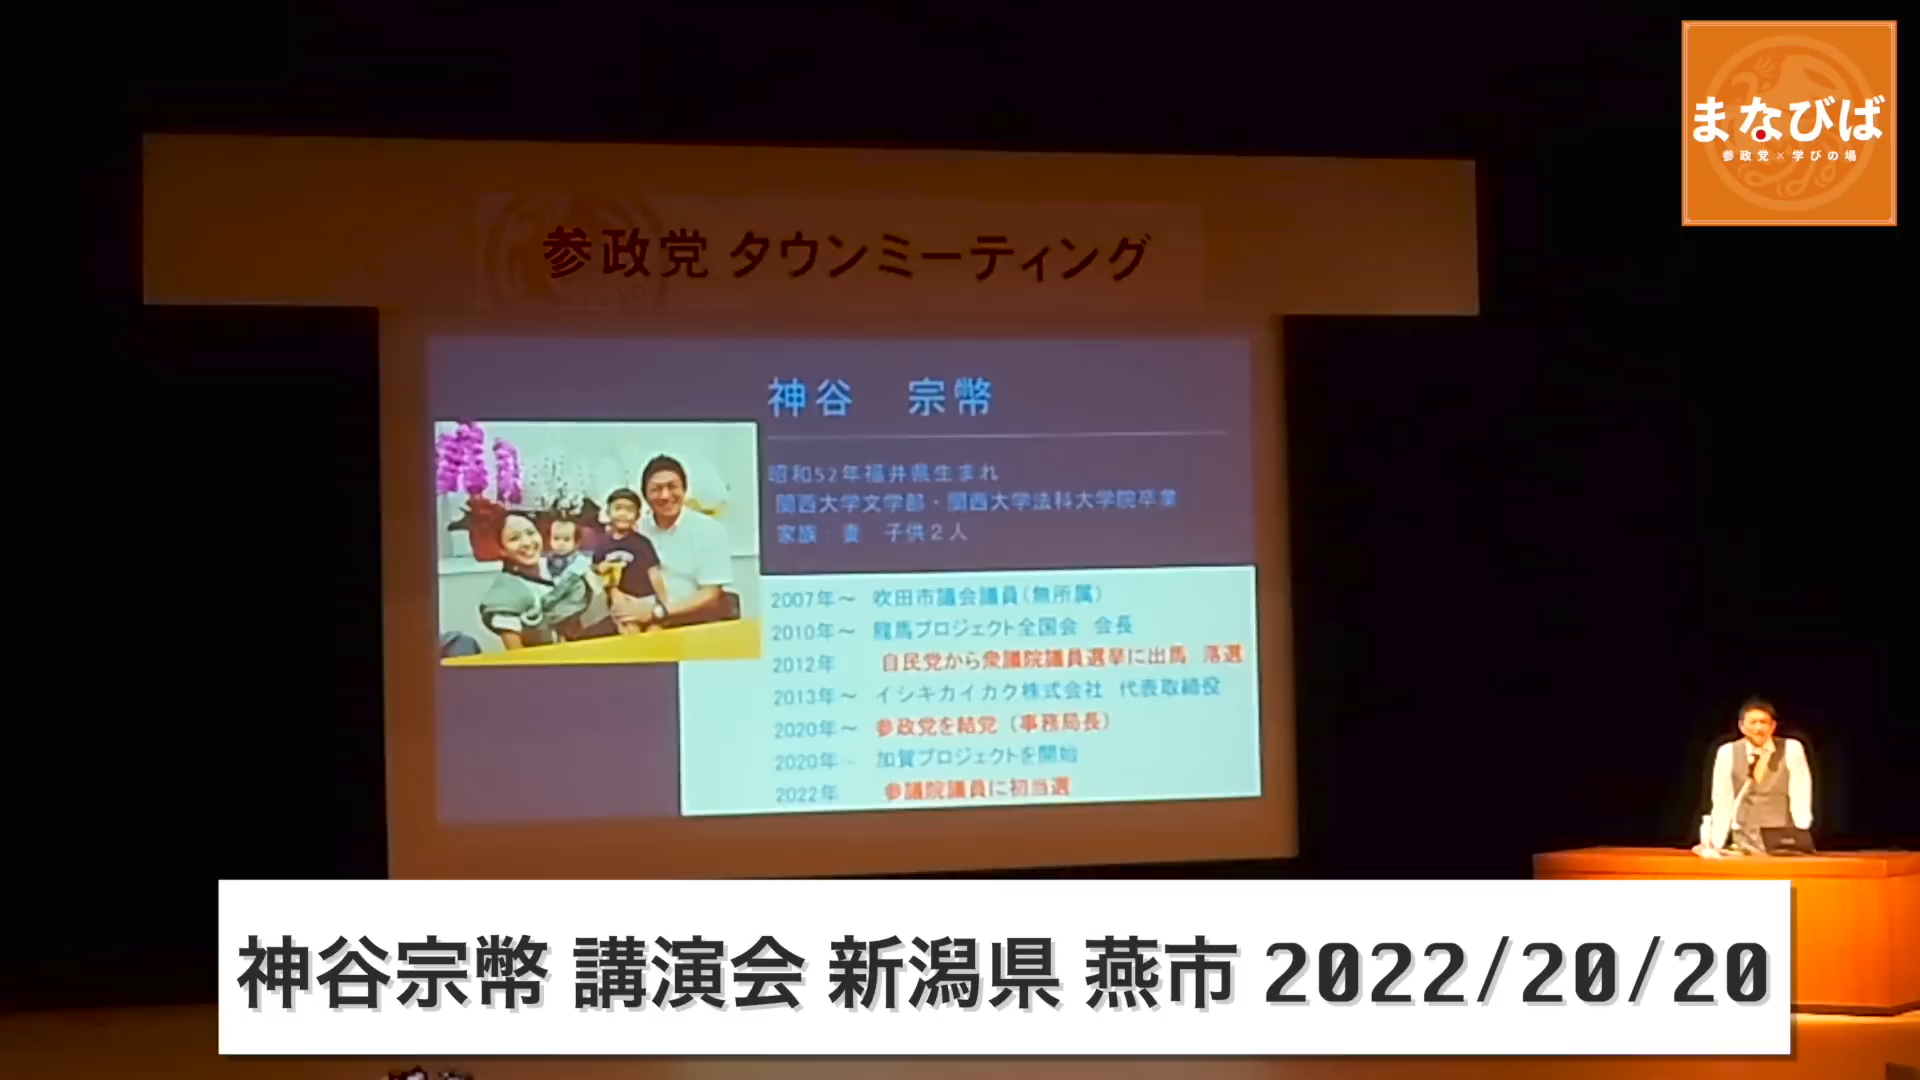 まなびば
参政党×学びの場
参政党 タウンミーティング
神谷　宗幣
昭和52年福井県生まれ
関西大学文学部・関西大学法科大学院卒業
家族：妻　子供2人
2007年～ 吹田市議会議員（無所属）
2010年～ 龍馬プロジェクト全国会 会長
2012年 自民党から衆議院議員選挙に出馬 落選
2013年～ イシキカイカク株式会社 代表取締役
2020年～ 参政党を結党（事務局長）
2020年～ 加賀プロジェクトを開始
2022年 参議院議員に初当選
神谷宗幣 講演会 新潟県 燕市 2022/20/20